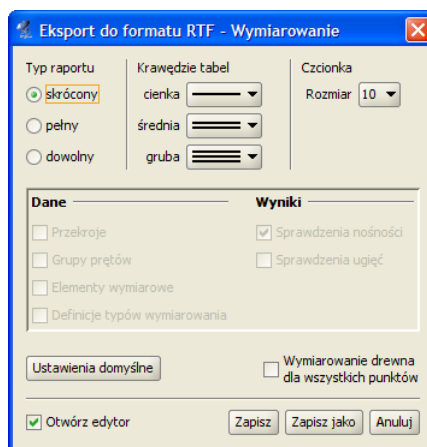 Eksport do formatu RTF - Wymiarowanie
Typ raportu
skrócony
pełny
dowolny
Krawędzie tabel
cienka
średnia
gruba
Czcionka
Rozmiar 10
Dane
Przekroje
Grupy prętów
Elementy wymiarowe
Definicje typów wymiarowania
Wyniki
Sprawdzenia nośności
Sprawdzenia ugięć
Ustawienia domyślne
Wymiarowanie drewna
dla wszystkich punktów
Otwórz edytor
Zapisz
Zapisz jako
Anuluj